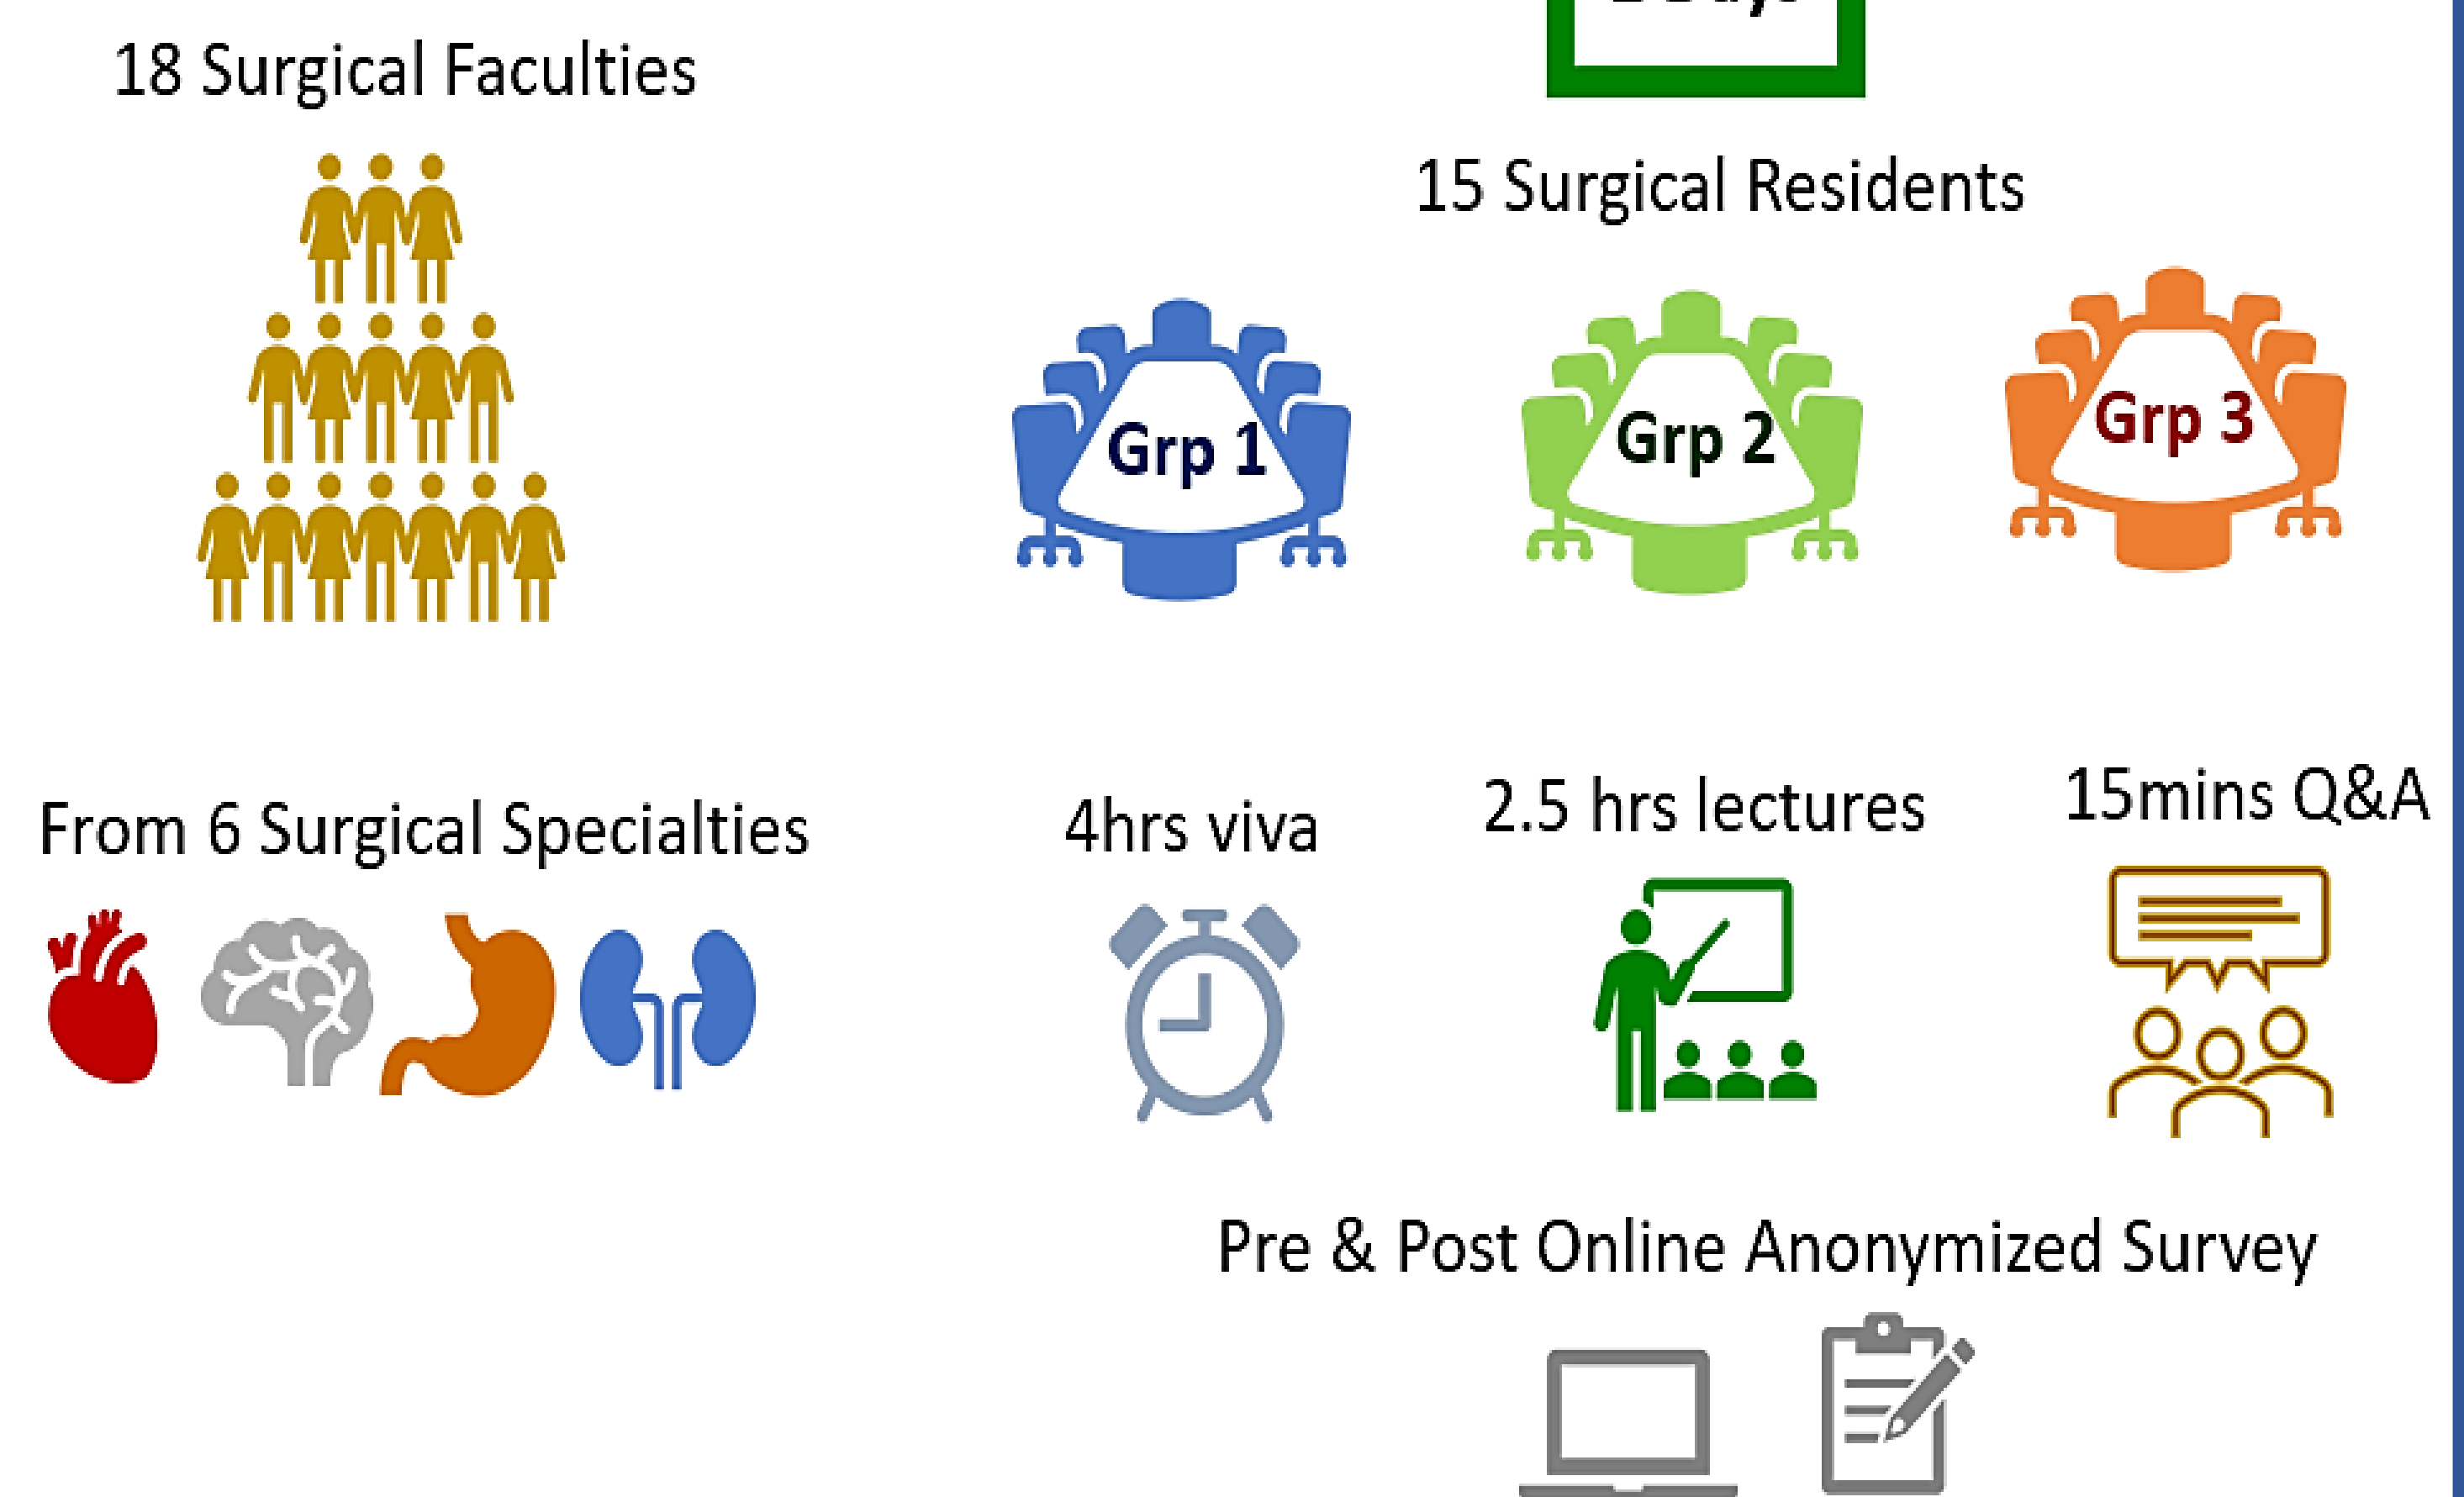 18 Surgical Faculties
15 Surgical Residents
Grp 1
Grp 2
Grp 3
From 6 Surgical Specialties
4hrs viva
2.5 hrs lectures
15mins Q&A
Pre & Post Online Anonymized Survey